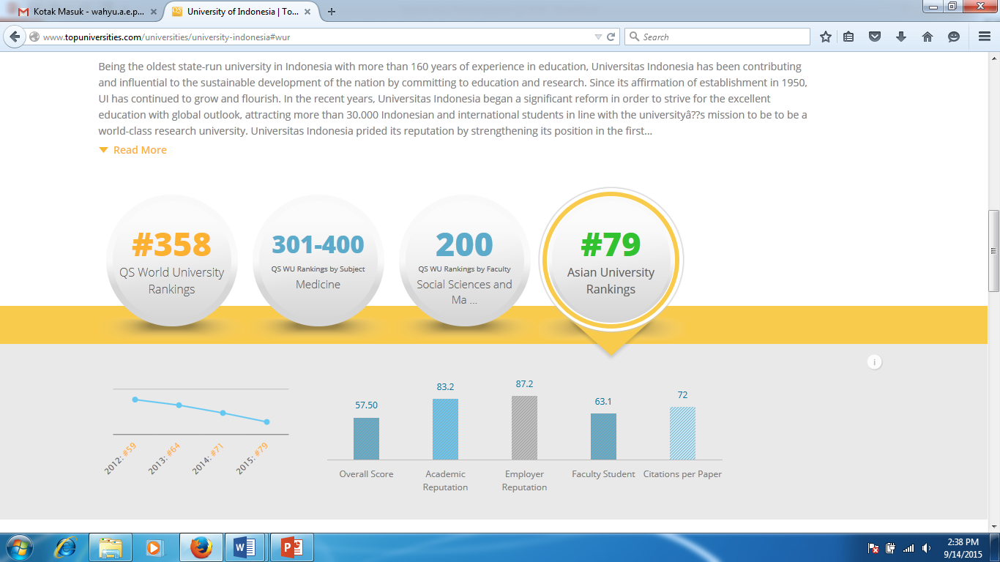 Kotak Masuk - wahyu.a.e.p...
University of Indonesia | To...
www.topuniversities.com/universities/university-indonesia#wur
Search
Being the oldest state-run university in Indonesia with more than 160 years of experience in education, Universitas Indonesia has been contributing
and influential to the sustainable development of the nation by committing to education and research. Since its affirmation of establishment in 1950,
UI has continued to grow and flourish. In the recent years, Universitas Indonesia began a significant reform in order to strive for the excellent
education with global outlook, attracting more than 30.000 Indonesian and international students in line with the universityâ??s mission to be to be a
world-class research university. Universitas Indonesia prided its reputation by strengthening its position in the first...
Read More
#358
QS World University
Rankings
301-400
QS WU Rankings by Subject
Medicine
200
QS WU Rankings by Faculty
Social Sciences and
Ma ...
#79
Asian University
Rankings
i
2012: #59
2013: #64
2014: #71
2015: #79
57.50
83.2
87.2
63.1
72
Overall Score
Academic
Reputation
Employer
Reputation
Faculty Student
Citations per Paper
2:38 PM
9/14/2015